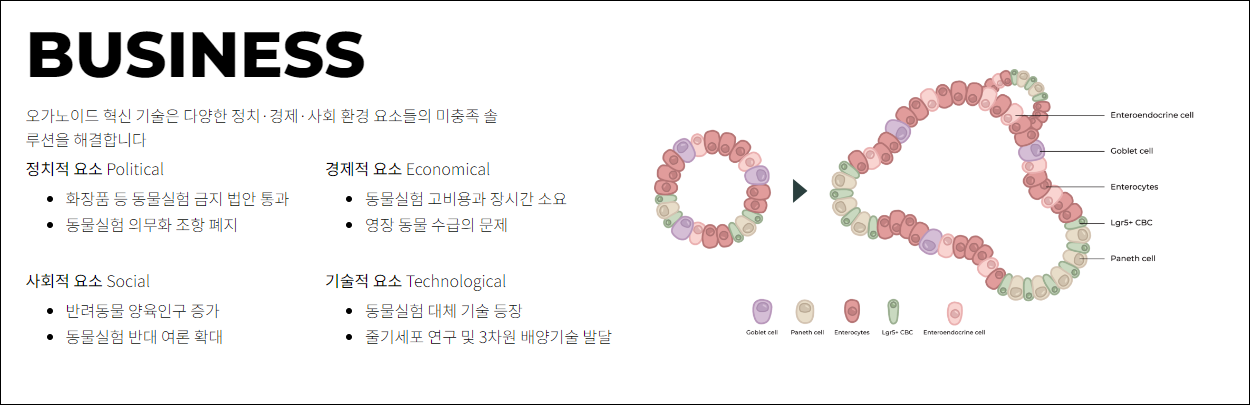 BUSINESS
오가노이드 혁신 기술은 다양한 정치·경제·사회 환경 요소들의 미충족 솔
루션을 해결합니다
정치적 요소 Political
• 화장품 등 동물실험 금지 법안 통과
• 동물실험 의무화 조항 폐지
경제적 요소 Economical
• 동물실험 고비용과 장시간 소요
• 영장 동물 수급의 문제
사회적 요소 Social
• 반려동물 양육인구 증가
• 동물실험 반대 여론 확대
기술적 요소 Technological
• 동물실험 대체 기술 등장
• 줄기세포 연구 및 3차원 배양기술 발달
Enteroendocrine cell
Goblet cell
Enterocytes
Lgr5+ CBC
Paneth cell
Goblet cell
Paneth cell
Enterocytes
Lgr5+ CBC
Enteroendocrine cell